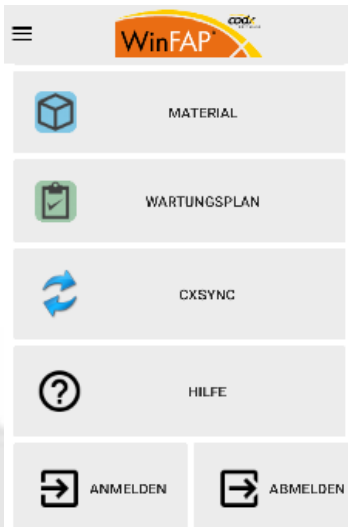 WinFAP
MATERIAL
WARTUNGSPLAN
CXSYNC
HILFE
ANMELDEN
ABMELDEN